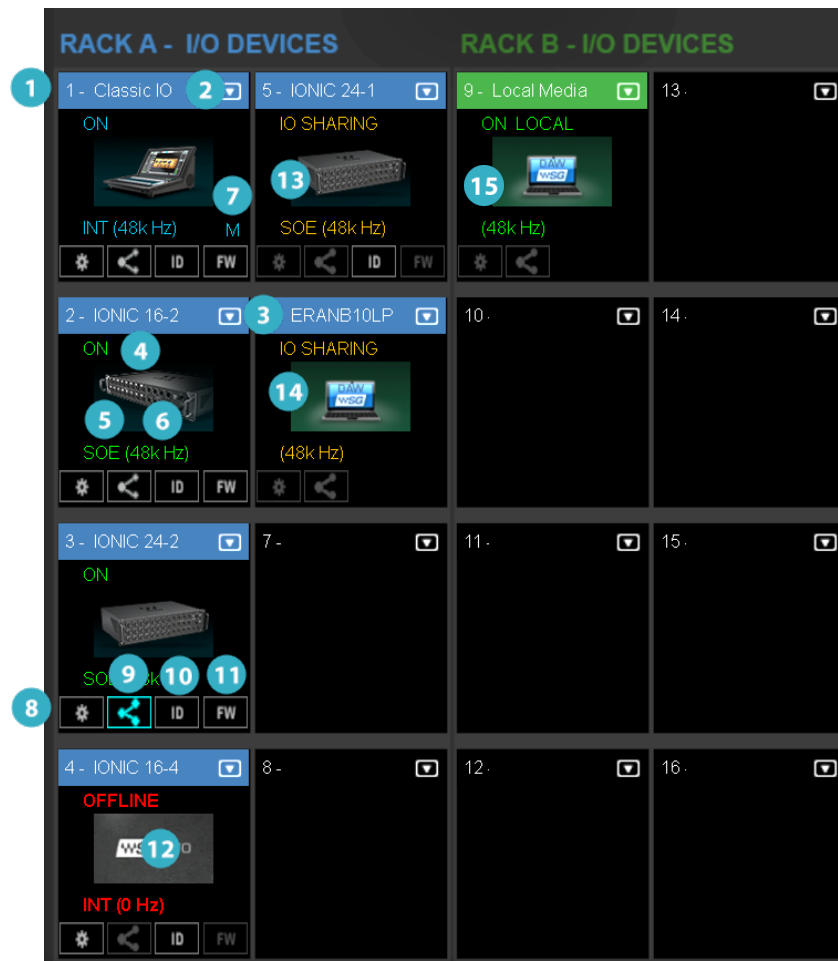 RACK A - I/O DEVICES
RACK B - I/O DEVICES
1
1 - Classic IO
2
5 - IONIC 24-1
9 - Local Media
13 ·
ON
IO SHARING
ON LOCAL
13
15
DAW
WSG
7
INT (48k Hz)
M
SOE (48k Hz)
(48k Hz)
ID
FW
ID
FW
2 - IONIC 16-2
3
ERANB10LP
10 ·
14 ·
ON
4
IO SHARING
14
DAW
WSG
5
6
SOE (48k Hz)
(48k Hz)
ID
FW
3 - IONIC 24-2
7 -
11 ·
15 ·
ON
9
10
11
8
ID
FW
4 - IONIC 16-4
8 -
12 ·
16 ·
OFFLINE
12
INT (0 Hz)
ID
FW